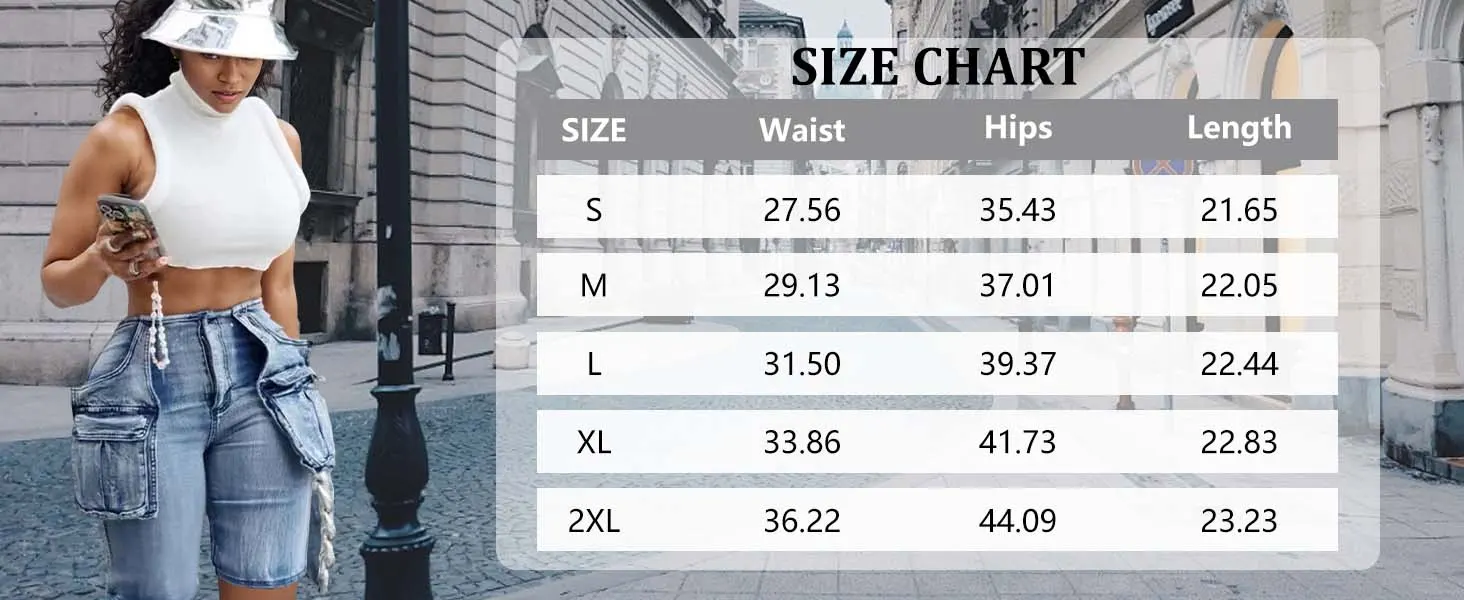 SIZE CHART
SIZE Waist Hips Length
S 27.56 35.43 21.65
M 29.13 37.01 22.05
L 31.50 39.37 22.44
XL 33.86 41.73 22.83
2XL 36.22 44.09 23.23